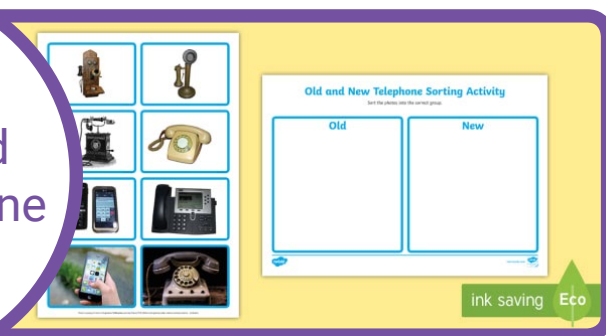 d
ne
Old and New Telephone Sorting Activity
Sort the photos into the correct group.
Old
New
ink saving
Eco